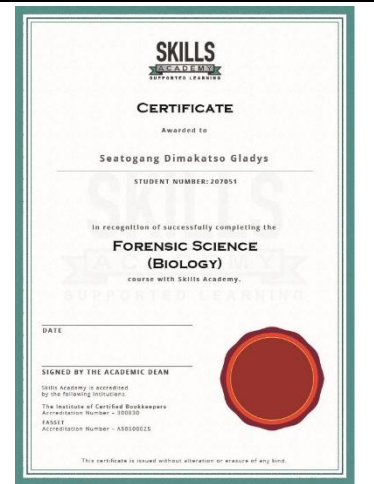 SKILLS
ACADEMY
SUPPORTED LEARNING
CERTIFICATE
Awarded to
Seatogang Dimakatso Gladys
STUDENT NUMBER: 207051
in recognition of successfully completing the
FORENSIC SCIENCE
(BIOLOGY)
course with Skills Academy.
DATE
SIGNED BY THE ACADEMIC DEAN
Skills Academy is accredited
by the following institutions:
The Institute of Certified Bookkeepers
Accreditation Number –
FASSET
Accreditation Number –
This certificate is issued without alteration or erasure of any kind.